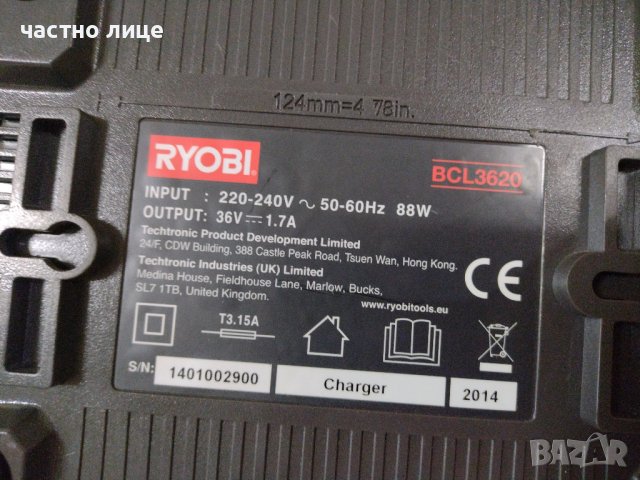 частно лице
124mm=4 78in.
RYOBI
BCL3620
INPUT : 220-240V ~ 50-60Hz 88W
OUTPUT: 36V⎓1.7A
Techtronic Product Development Limited
24/F, CDW Building, 388 Castle Peak Road, Tsuen Wan, Hong Kong.
Techtronic Industries (UK) Limited
Medina House, Fieldhouse Lane, Marlow, Bucks,
SL7 1TB, United Kingdom.
www.ryobitools.eu
CE
T3.15A
S/N: 1401002900 Charger 2014
BAZAR